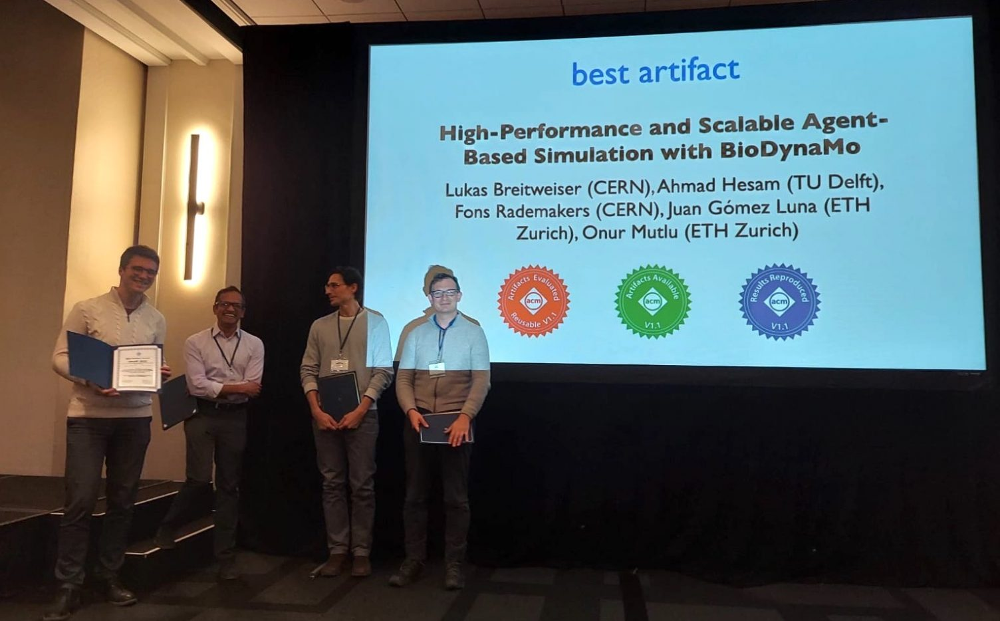 best artifact
High-Performance and Scalable Agent-
Based Simulation with BioDynaMo
Lukas Breitweiser (CERN), Ahmad Hesam (TU Delft),
Fons Rademakers (CERN), Juan Gómez Luna (ETH
Zurich), Onur Mutlu (ETH Zurich)
Artifacts Evaluated
acm
Reusable V1.1
Artifacts Available
acm
V1.1
Results Reproduced
acm
V1.1